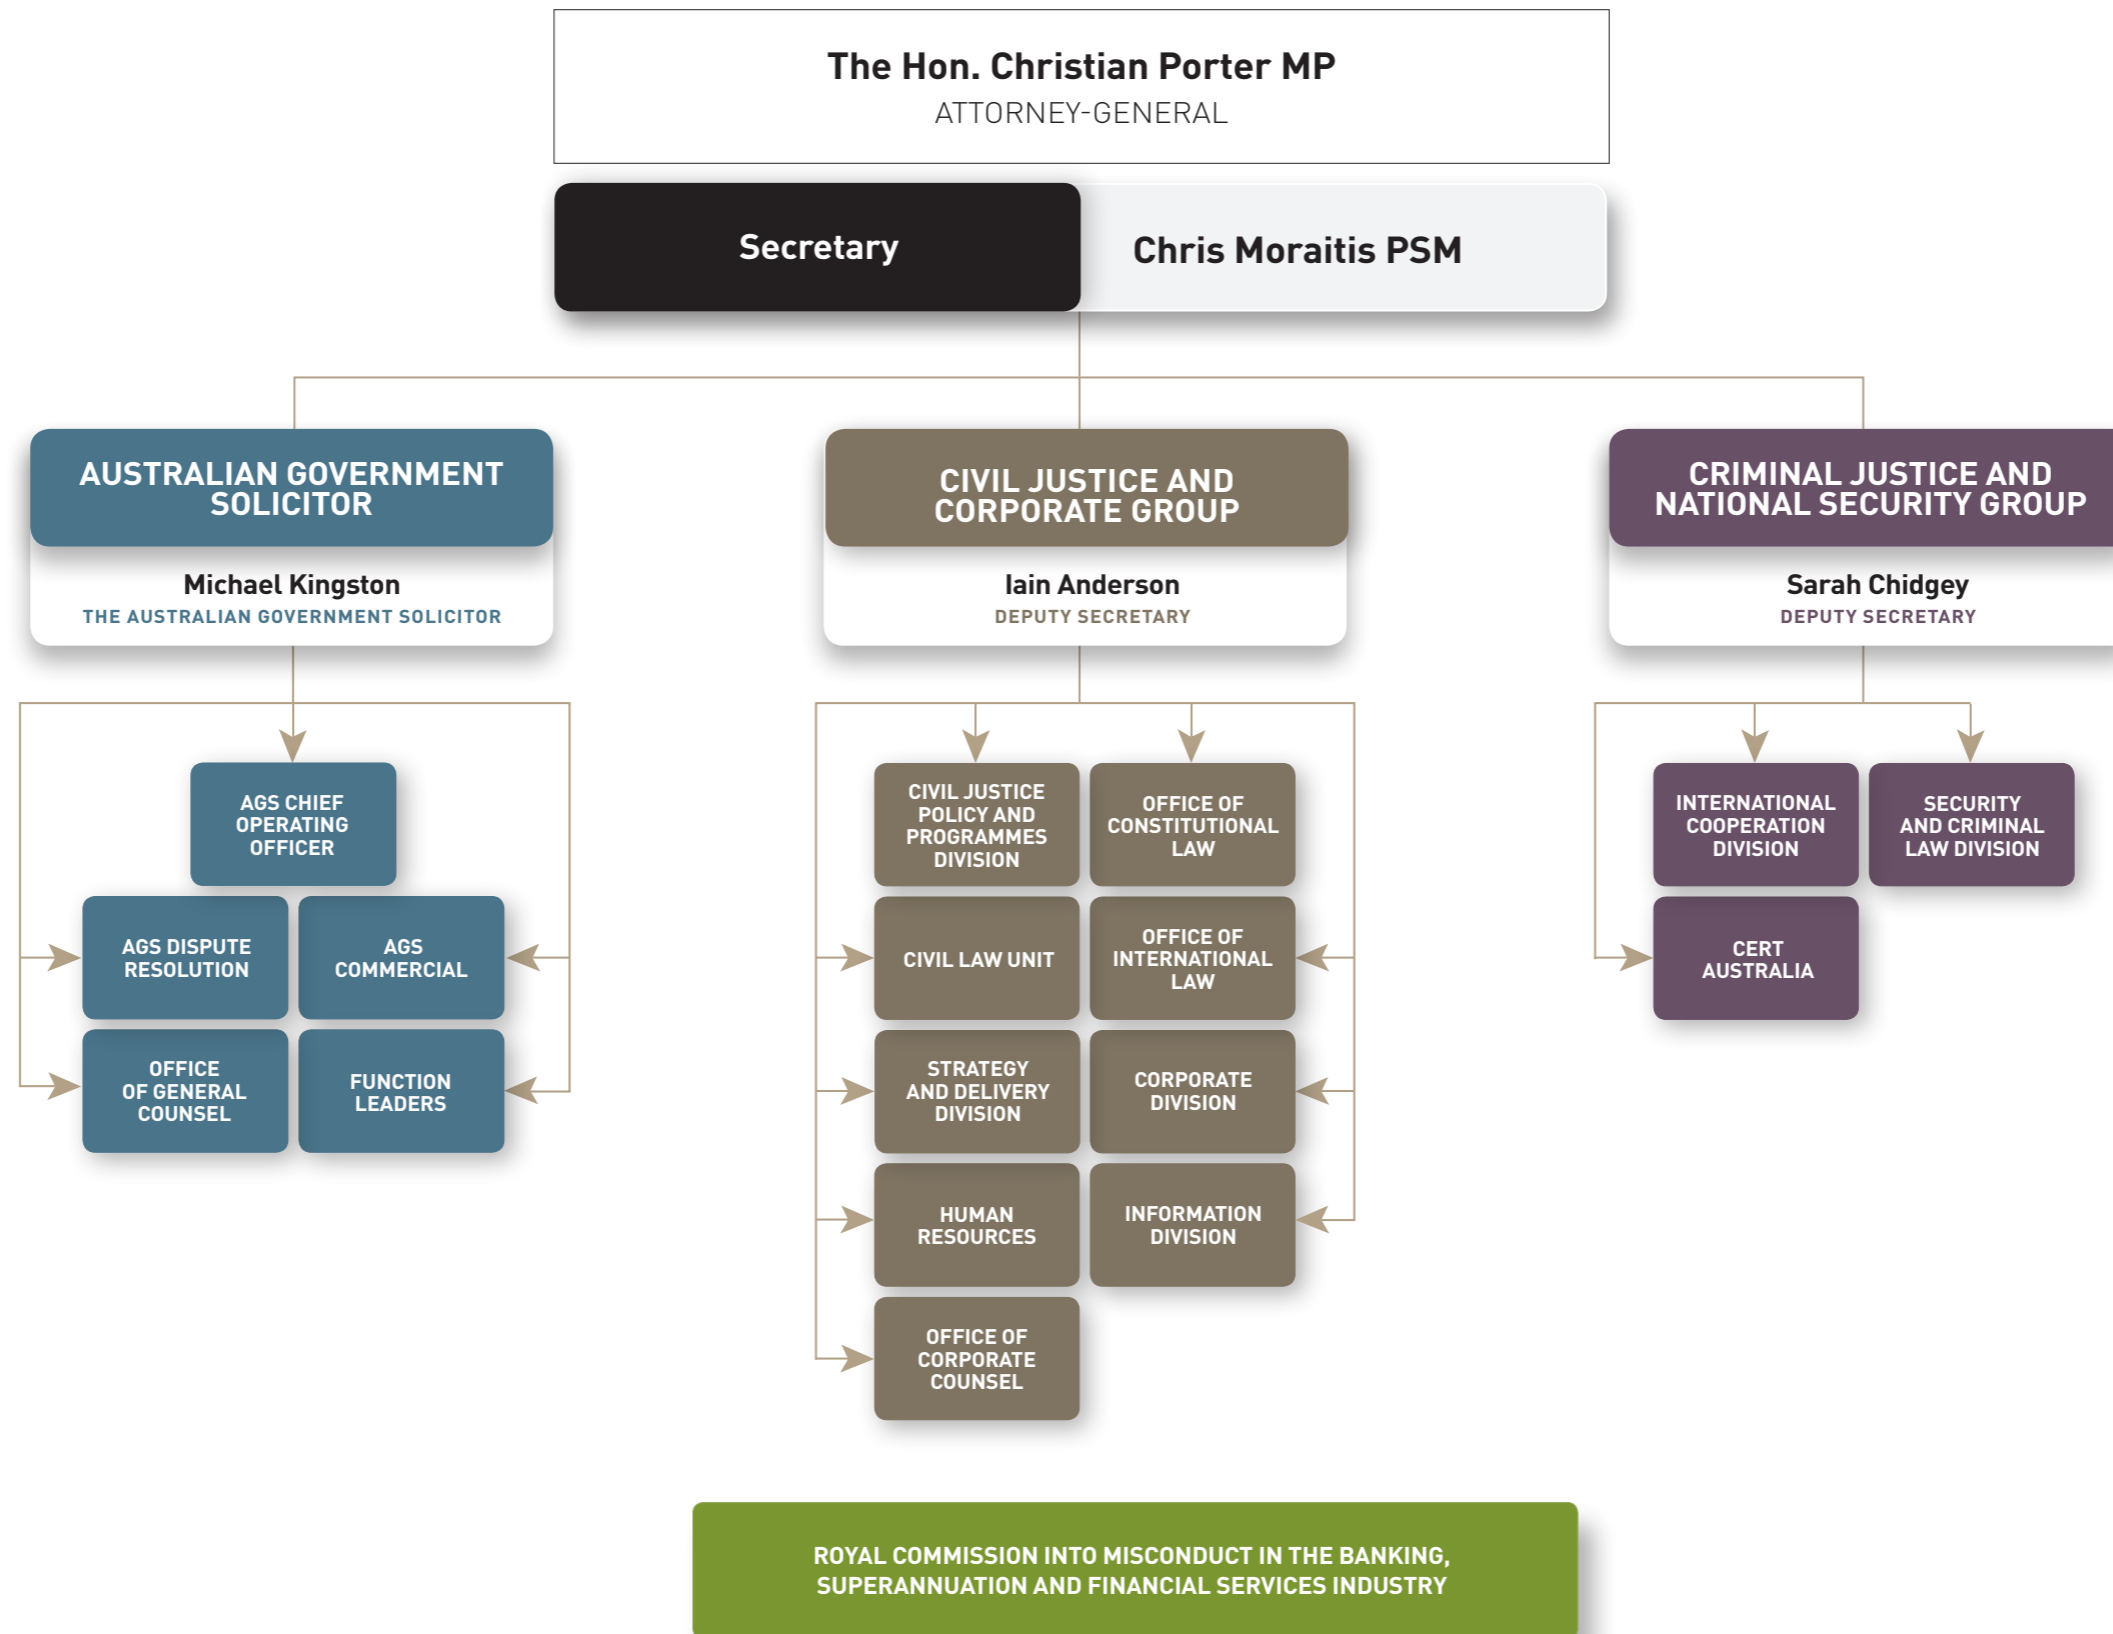 The Hon. Christian Porter MP
ATTORNEY-GENERAL
Secretary
Chris Moraitis PSM
AUSTRALIAN GOVERNMENT
SOLICITOR
Michael Kingston
THE AUSTRALIAN GOVERNMENT SOLICITOR
AGS CHIEF
OPERATING
OFFICER
AGS DISPUTE
RESOLUTION
AGS
COMMERCIAL
OFFICE
OF GENERAL
COUNSEL
FUNCTION
LEADERS
CIVIL JUSTICE AND
CORPORATE GROUP
Iain Anderson
DEPUTY SECRETARY
CIVIL JUSTICE
POLICY AND
PROGRAMMES
DIVISION
OFFICE OF
CONSTITUTIONAL
LAW
CIVIL LAW UNIT
OFFICE OF
INTERNATIONAL
LAW
STRATEGY
AND DELIVERY
DIVISION
CORPORATE
DIVISION
HUMAN
RESOURCES
INFORMATION
DIVISION
OFFICE OF
CORPORATE
COUNSEL
CRIMINAL JUSTICE AND
NATIONAL SECURITY GROUP
Sarah Chidgey
DEPUTY SECRETARY
INTERNATIONAL
COOPERATION
DIVISION
SECURITY
AND CRIMINAL
LAW DIVISION
CERT
AUSTRALIA
ROYAL COMMISSION INTO MISCONDUCT IN THE BANKING,
SUPERANNUATION AND FINANCIAL SERVICES INDUSTRY